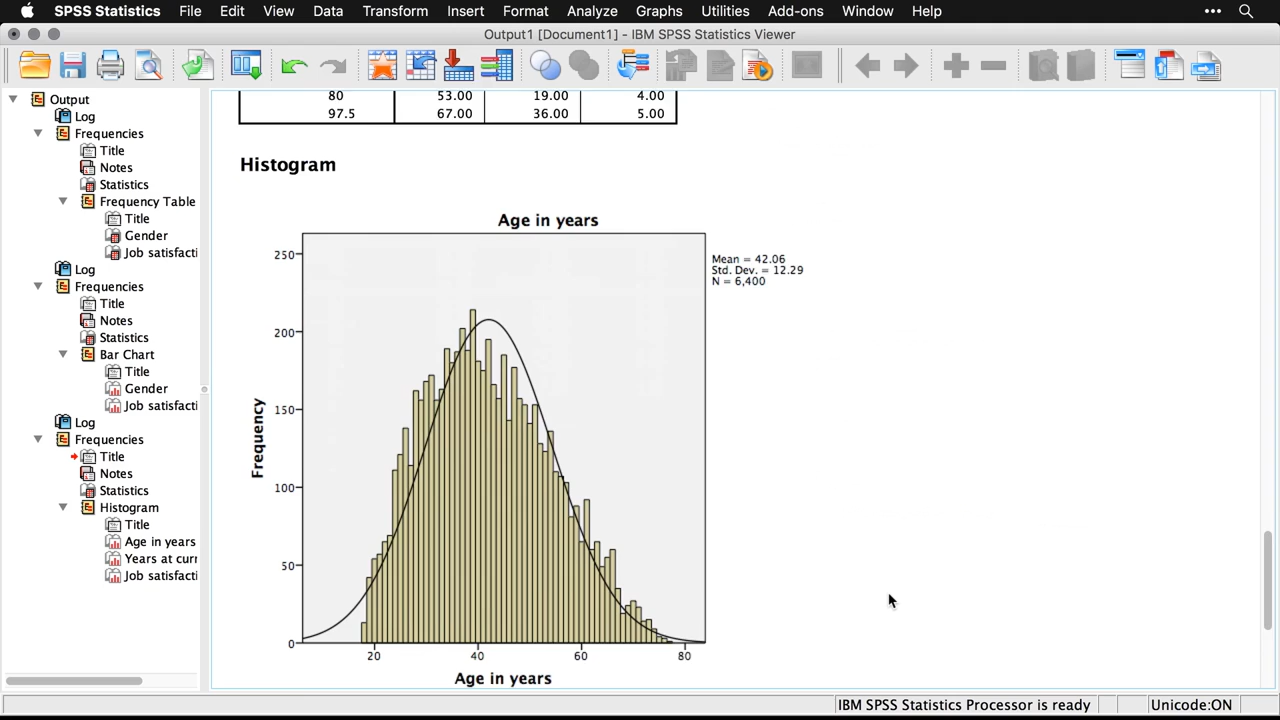 SPSS Statistics File Edit View Data Transform Insert Format Analyze Graphs Utilities Add-ons Window Help
Output1 [Document1] - IBM SPSS Statistics Viewer
Output
Log
Frequencies
Title
Notes
Statistics
Frequency Table
Title
Gender
Job satisfacti
Log
Frequencies
Title
Notes
Statistics
Bar Chart
Title
Gender
Job satisfacti
Log
Frequencies
Title
Notes
Statistics
Histogram
Title
Age in years
Years at curr
Job satisfacti
80 53.00 19.00 4.00
97.5 67.00 36.00 5.00
Histogram
Age in years
Mean = 42.06
Std. Dev. = 12.29
N = 6,400
Frequency
250
200
150
100
50
0
20 40 60 80
Age in years
IBM SPSS Statistics Processor is ready Unicode:ON